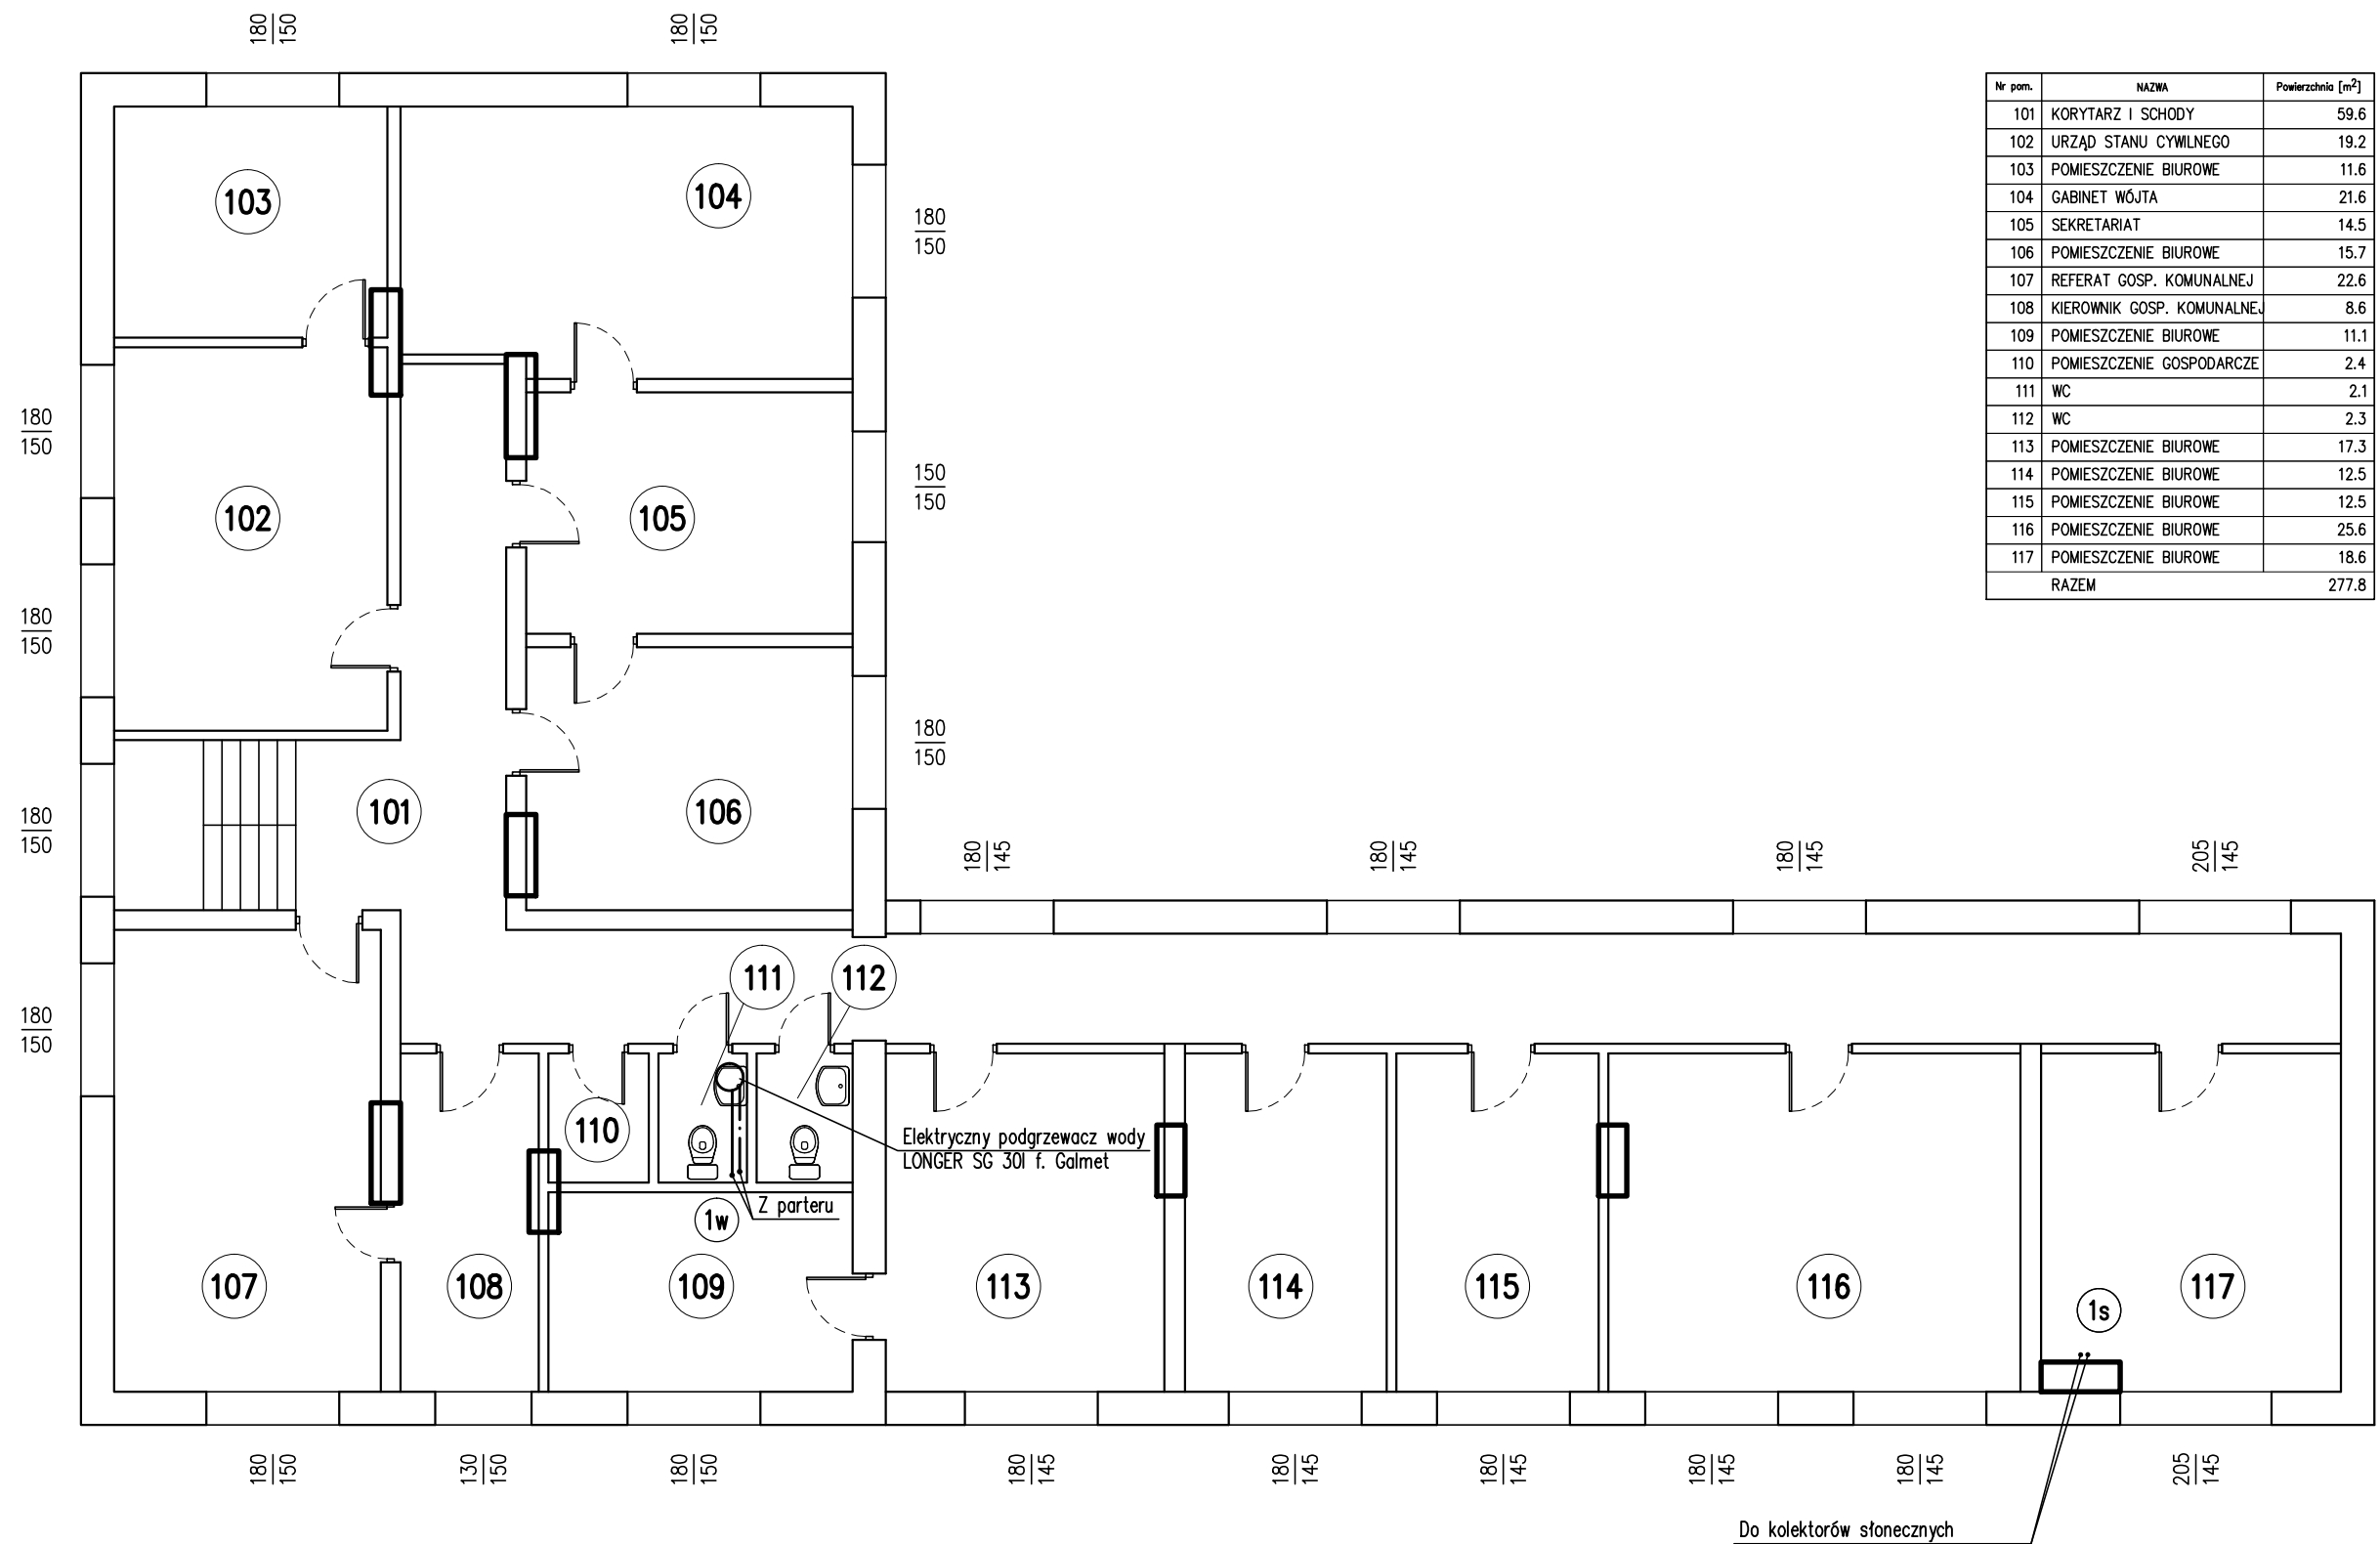 180
150
180
150
Nr pom. NAZWA Powierzchnia [m2]
101 KORYTARZ I SCHODY 59.6
102 URZĄD STANU CYWILNEGO 19.2
103 POMIESZCZENIE BIUROWE 11.6
104 GABINET WÓJTA 21.6
105 SEKRETARIAT 14.5
106 POMIESZCZENIE BIUROWE 15.7
107 REFERAT GOSP. KOMUNALNEJ 22.6
108 KIEROWNIK GOSP. KOMUNALNEJ 8.6
109 POMIESZCZENIE BIUROWE 11.1
110 POMIESZCZENIE GOSPODARCZE 2.4
111 WC 2.1
112 WC 2.3
113 POMIESZCZENIE BIUROWE 17.3
114 POMIESZCZENIE BIUROWE 12.5
115 POMIESZCZENIE BIUROWE 12.5
116 POMIESZCZENIE BIUROWE 25.6
117 POMIESZCZENIE BIUROWE 18.6
RAZEM 277.8
103
104
180
150
180
150
102
105
150
150
180
150
180
150
180
150
101
106
180
145
180
145
180
145
205
145
111
112
180
150
110
Elektryczny podgrzewacz wody
LONGER SG 30l f. Galmet
Z parteru
1w
107
108
109
113
114
115
116
117
1s
180
150
130
150
180
150
180
145
180
145
180
145
180
145
180
145
205
145
Do kolektorów słonecznych